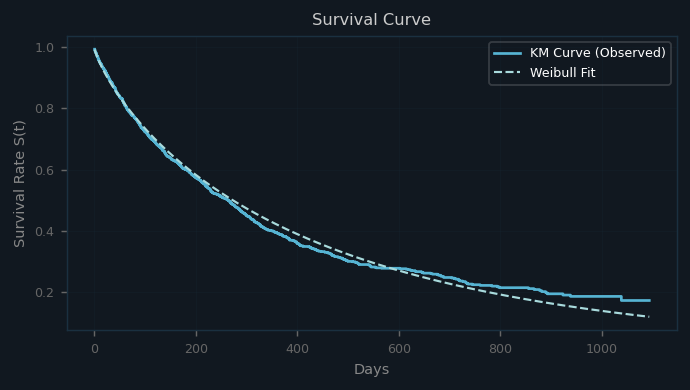 Survival Curve
KM Curve (Observed)
Weibull Fit
Survival Rate S(t)
1.0
0.8
0.6
0.4
0.2
0 200 400 600 800 1000
Days